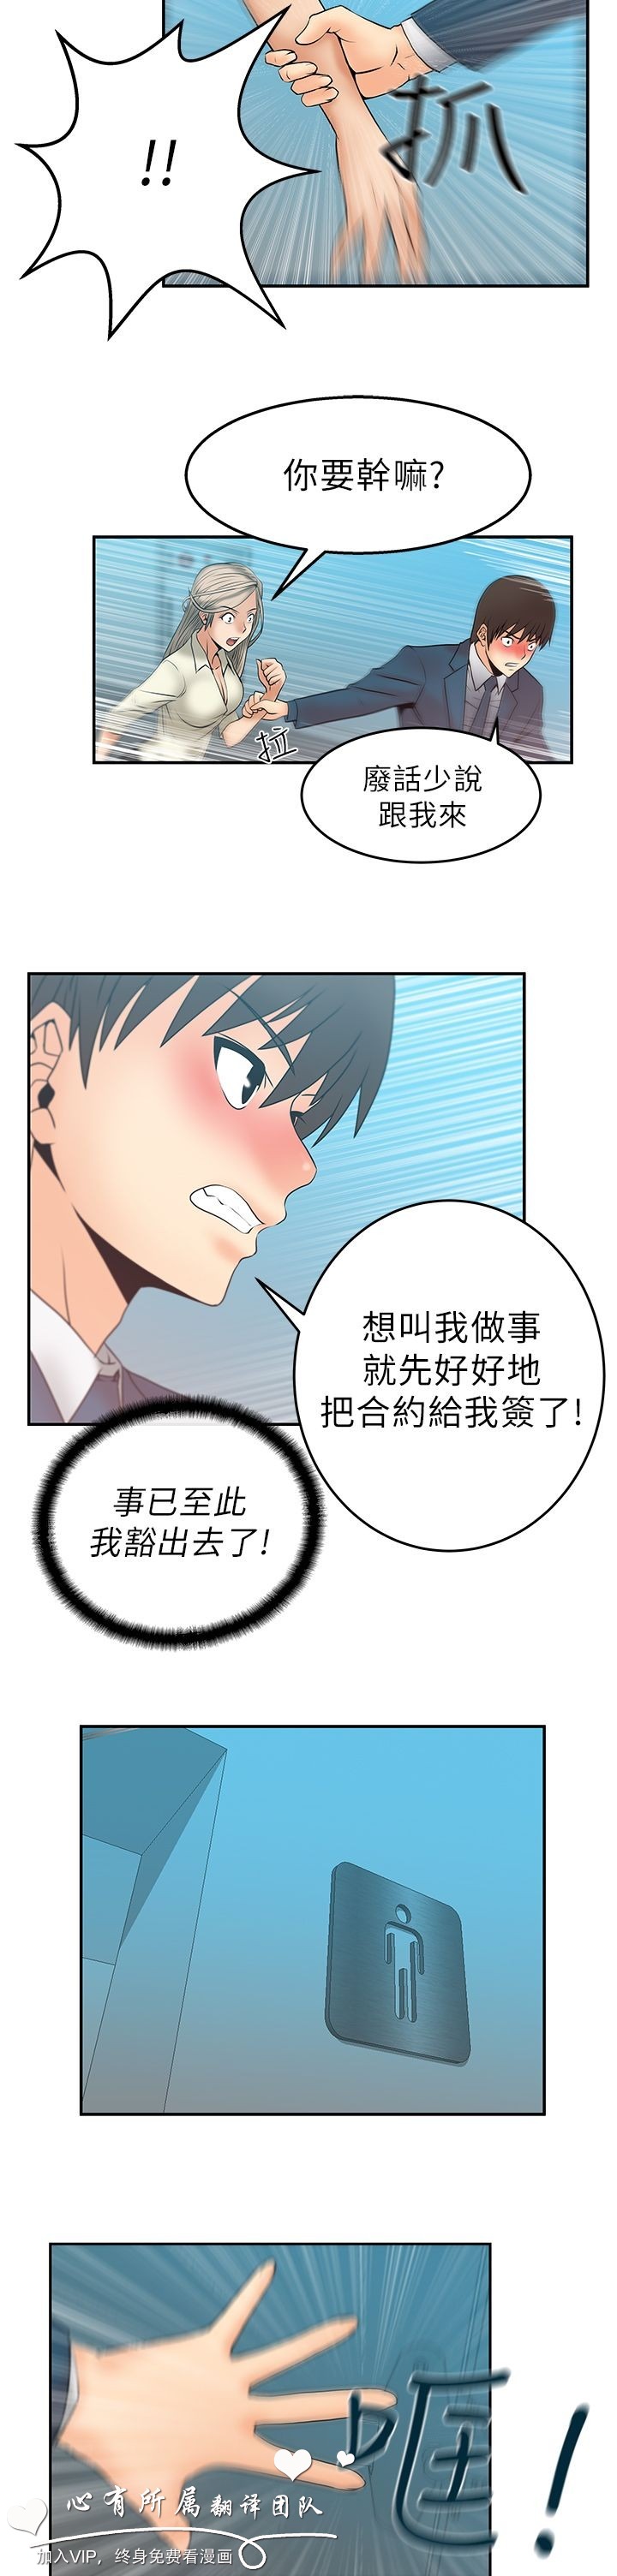 抓
!!
你要幹嘛?
拉
廢話少說
跟我來
想叫我做事
就先好好地
把合約給我簽了!
事已至此
我豁出去了!
哐!
心有所属翻译团队
加入VIP，终身免费看漫画